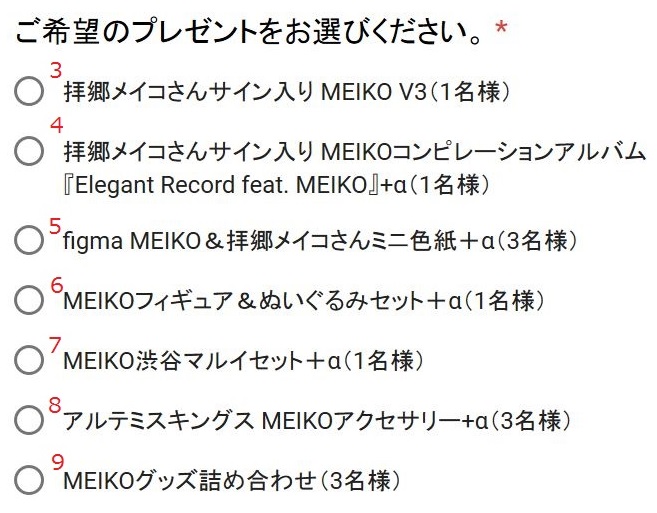 ご希望のプレゼントをお選びください。 *
3
拝郷メイコさんサイン入り MEIKO V3（1名様）
4
拝郷メイコさんサイン入り MEIKOコンピレーションアルバム
『Elegant Record feat. MEIKO』+α（1名様）
5
figma MEIKO＆拝郷メイコさんミニ色紙＋α（3名様）
6
MEIKOフィギュア＆ぬいぐるみセット＋α（1名様）
7
MEIKO渋谷マルイセット＋α（1名様）
8
アルテミスキングス MEIKOアクセサリー+α（3名様）
9
MEIKOグッズ詰め合わせ（3名様）